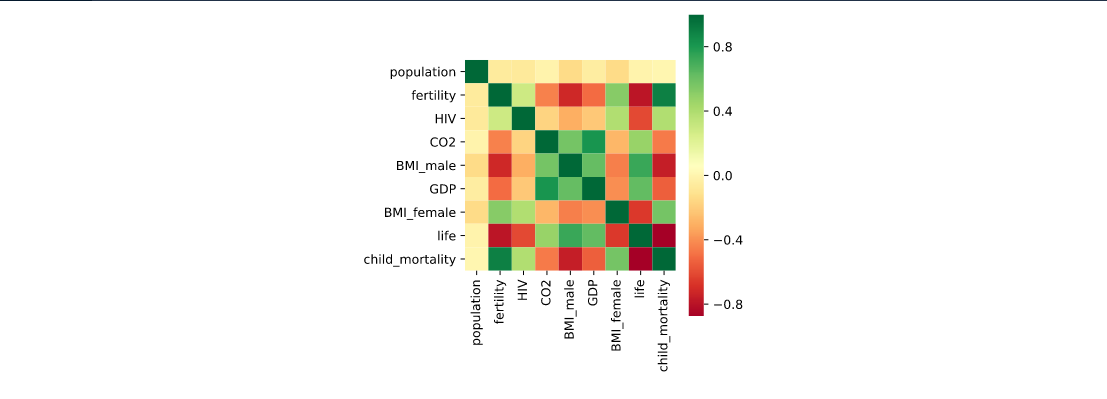 population
fertility
HIV
CO2
BMI_male
GDP
BMI_female
life
child_mortality
population
fertility
HIV
CO2
BMI_male
GDP
BMI_female
life
child_mortality
0.8
0.4
0.0
−0.4
−0.8